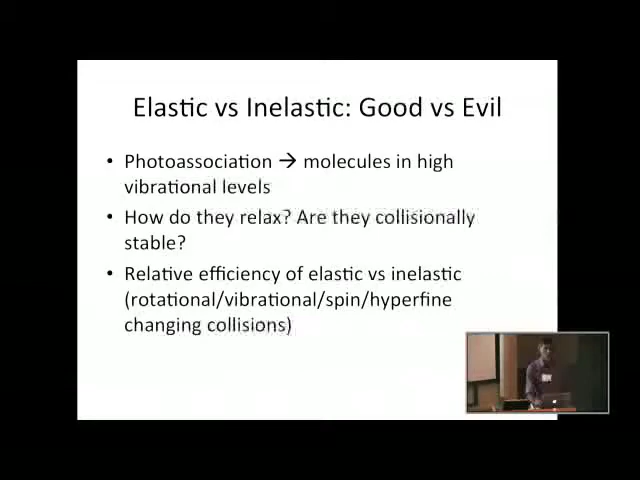 Elastic vs Inelastic: Good vs Evil
• Photoassociation → molecules in high
vibrational levels
• How do they relax? Are they collisionally
stable?
• Relative efficiency of elastic vs inelastic
(rotational/vibrational/spin/hyperfine
changing collisions)